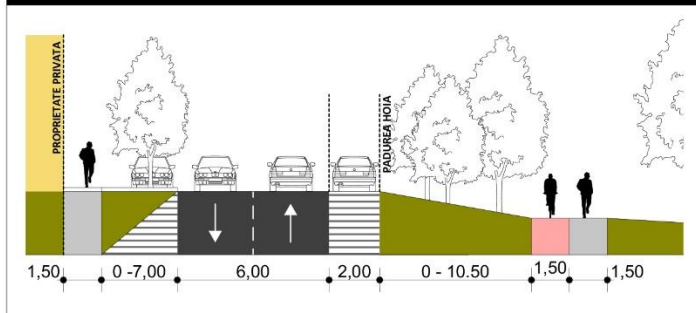 PROPRIETATE PRIVATA
PADUREA HOIA
1,50
0 -7,00
6,00
2,00
0 - 10.50
1,50
1,50